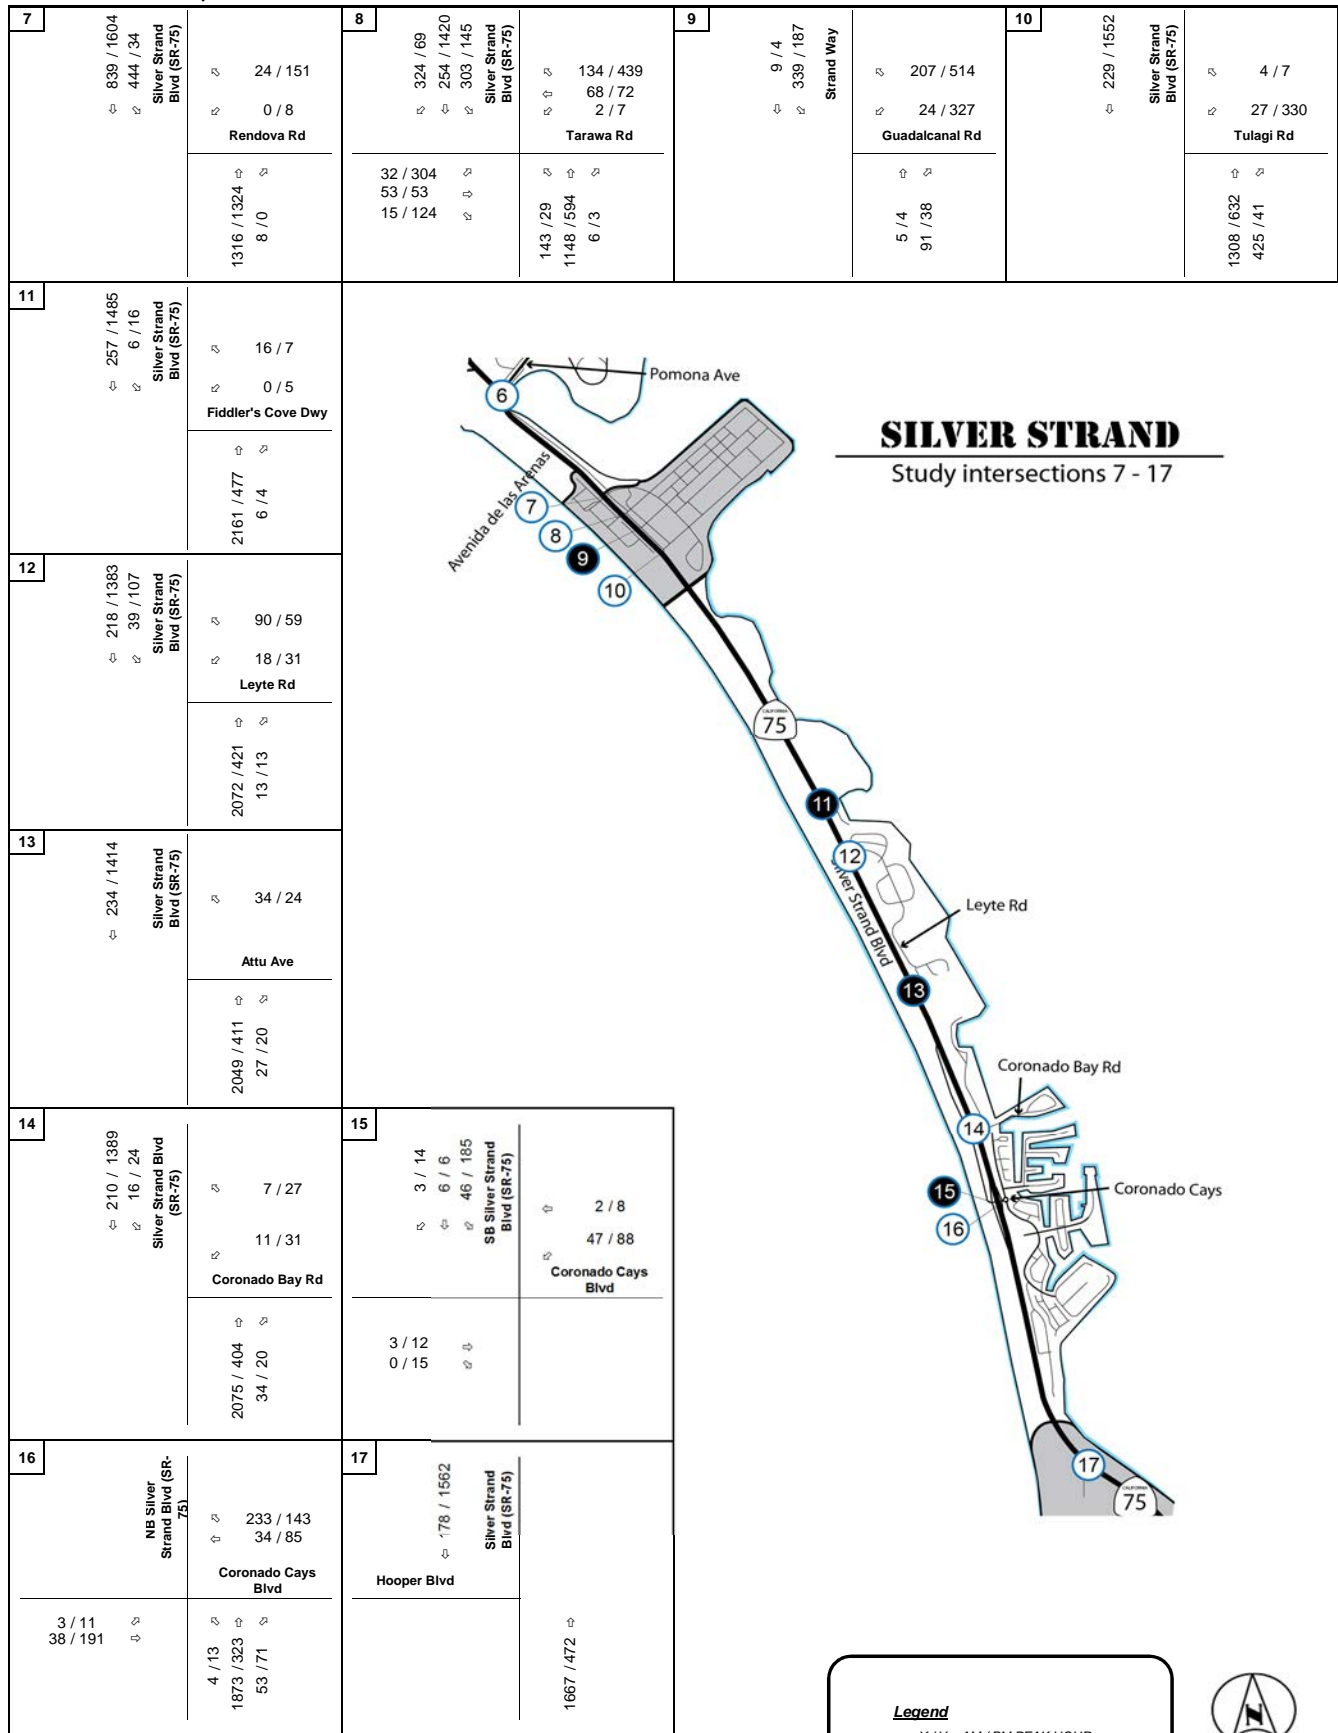 7
839 / 1604
444 / 34
Silver Strand
Blvd (SR-75)
24 / 151
0 / 8
Rendova Rd
1316 / 1324
8 / 0
8
324 / 69
254 / 1420
303 / 145
Silver Strand
Blvd (SR-75)
134 / 439
68 / 72
2 / 7
Tarawa Rd
32 / 304
53 / 53
15 / 124
143 / 29
1148 / 594
6 / 3
9
9 / 4
339 / 187
Strand Way
207 / 514
24 / 327
Guadalcanal Rd
5 / 4
91 / 38
10
229 / 1552
Silver Strand
Blvd (SR-75)
4 / 7
27 / 330
Tulagi Rd
1308 / 632
425 / 41
11
257 / 1485
6 / 16
Silver Strand
Blvd (SR-75)
16 / 7
0 / 5
Fiddler's Cove Dwy
2161 / 477
6 / 4
12
218 / 1383
39 / 107
Silver Strand
Blvd (SR-75)
90 / 59
18 / 31
Leyte Rd
2072 / 421
13 / 13
13
234 / 1414
Silver Strand
Blvd (SR-75)
34 / 24
Attu Ave
2049 / 411
27 / 20
14
210 / 1389
16 / 24
Silver Strand Blvd
(SR-75)
7 / 27
11 / 31
Coronado Bay Rd
2075 / 404
34 / 20
15
3 / 14
6 / 6
46 / 185
SB Silver Strand
Blvd (SR-75)
2 / 8
47 / 88
Coronado Cays
Blvd
3 / 12
0 / 15
16
NB Silver
Strand Blvd (SR-
75)
233 / 143
34 / 85
Coronado Cays
Blvd
3 / 11
38 / 191
4 / 13
1873 / 323
53 / 71
17
178 / 1562
Silver Strand
Blvd (SR-75)
Hooper Blvd
1667 / 472
SILVER STRAND
Study intersections 7 - 17
Pomona Ave
6
Avenida de las Arenas
7
8
9
10
CALIFORNIA
75
11
12
Silver Strand Blvd
Leyte Rd
13
Coronado Bay Rd
14
15
Coronado Cays
16
17
CALIFORNIA
75
Legend
N